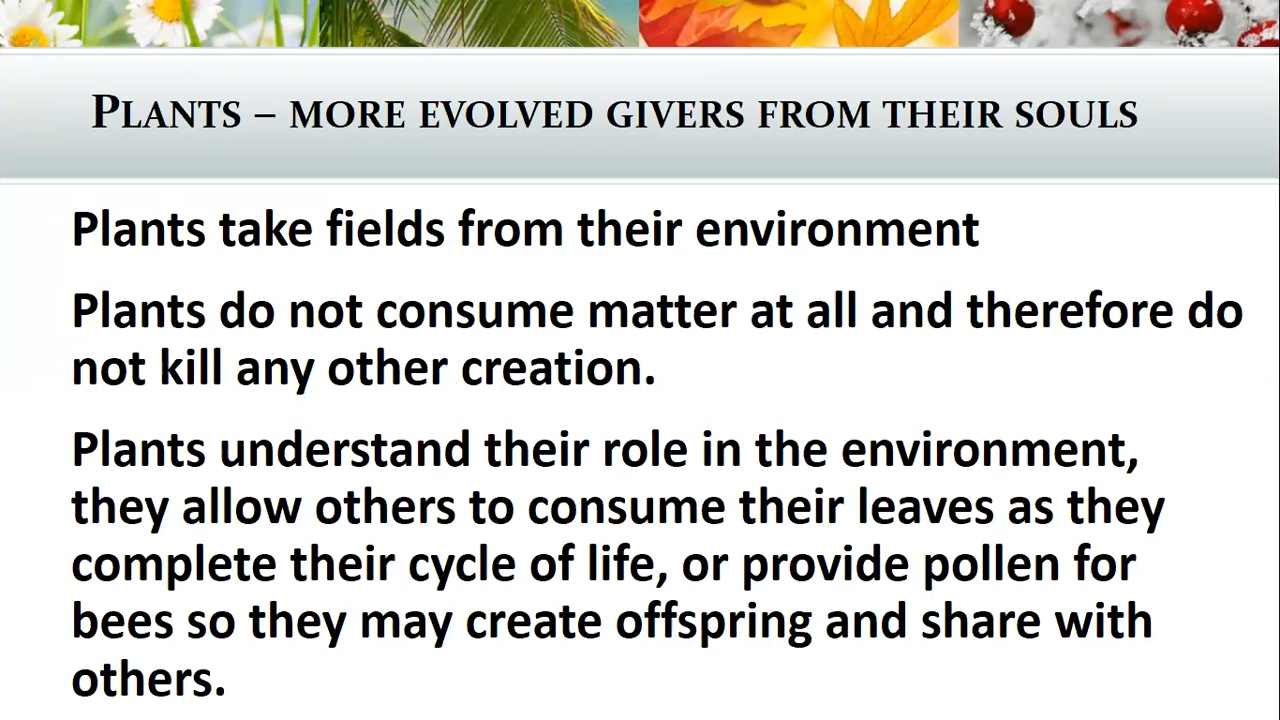 PLANTS – MORE EVOLVED GIVERS FROM THEIR SOULS
Plants take fields from their environment
Plants do not consume matter at all and therefore do
not kill any other creation.
Plants understand their role in the environment,
they allow others to consume their leaves as they
complete their cycle of life, or provide pollen for
bees so they may create offspring and share with
others.